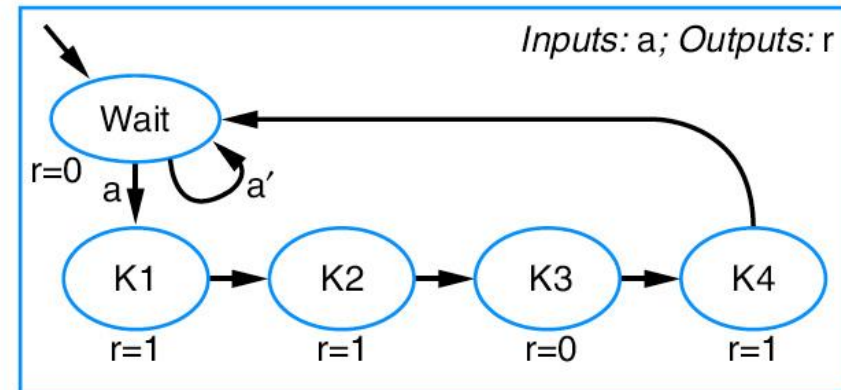 Inputs: a; Outputs: r
Wait
r=0
a
a′
K1
K2
K3
K4
r=1
r=1
r=0
r=1